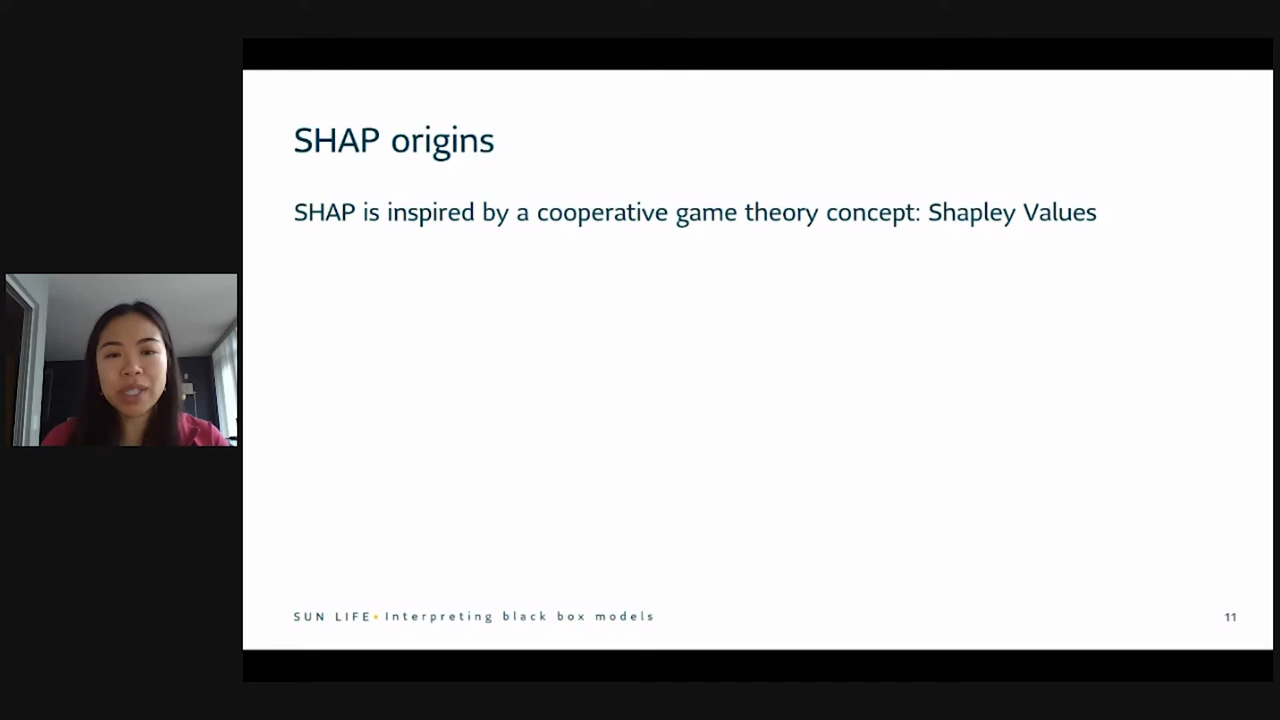 SHAP origins
SHAP is inspired by a cooperative game theory concept: Shapley Values
SUN LIFE • Interpreting black box models
11